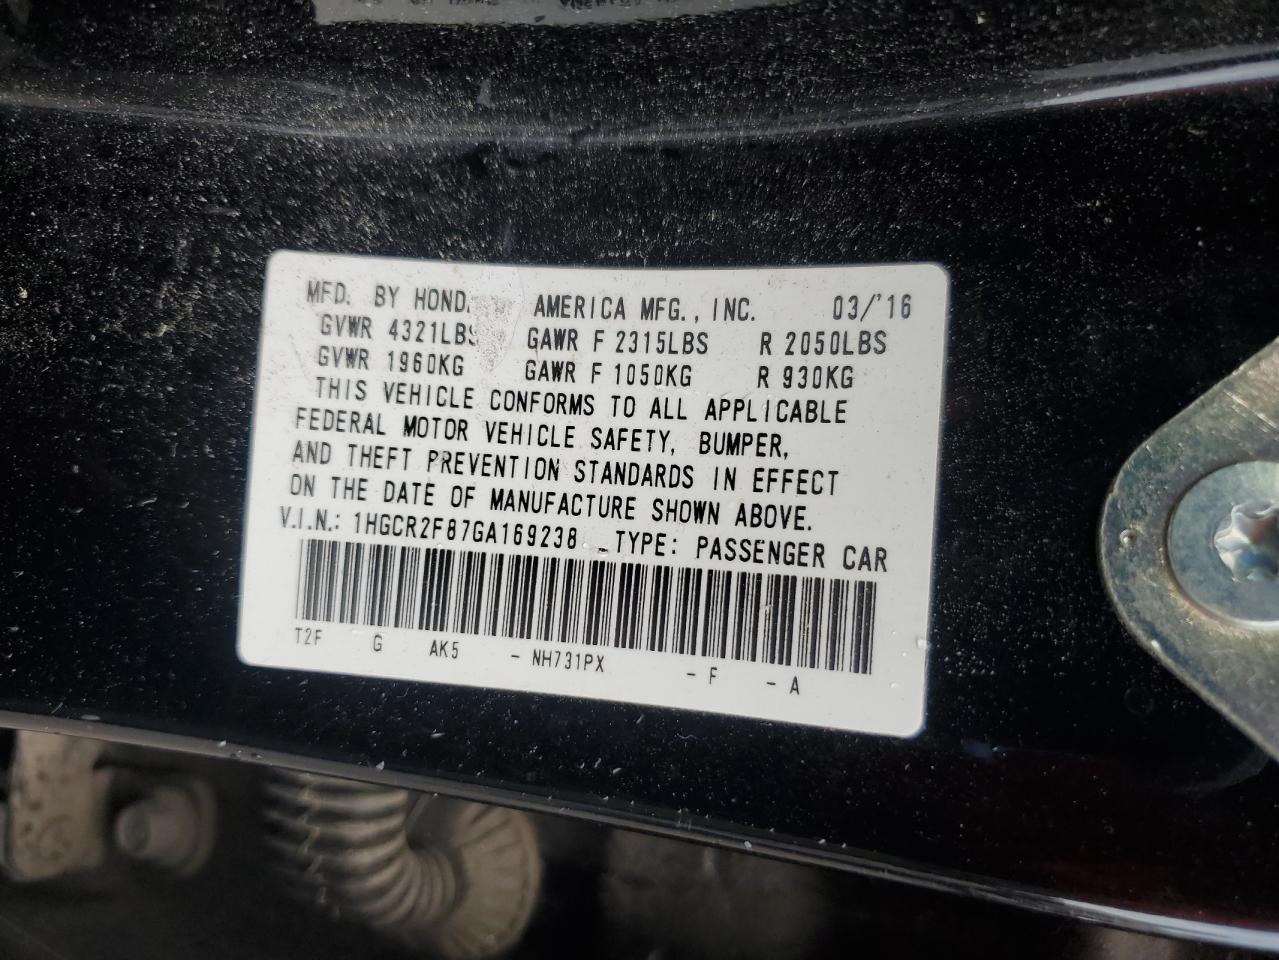 MFD. BY HOND AMERICA MFG., INC. 03/'16
GVWR 4321LBS GAWR F 2315LBS R 2050LBS
GVWR 1960KG GAWR F 1050KG R 930KG
THIS VEHICLE CONFORMS TO ALL APPLICABLE
FEDERAL MOTOR VEHICLE SAFETY, BUMPER,
AND THEFT PREVENTION STANDARDS IN EFFECT
ON THE DATE OF MANUFACTURE SHOWN ABOVE.
V.I.N.: 1HGCR2F87GA169238 TYPE: PASSENGER CAR
T2F G AK5 - NH731PX - F - A